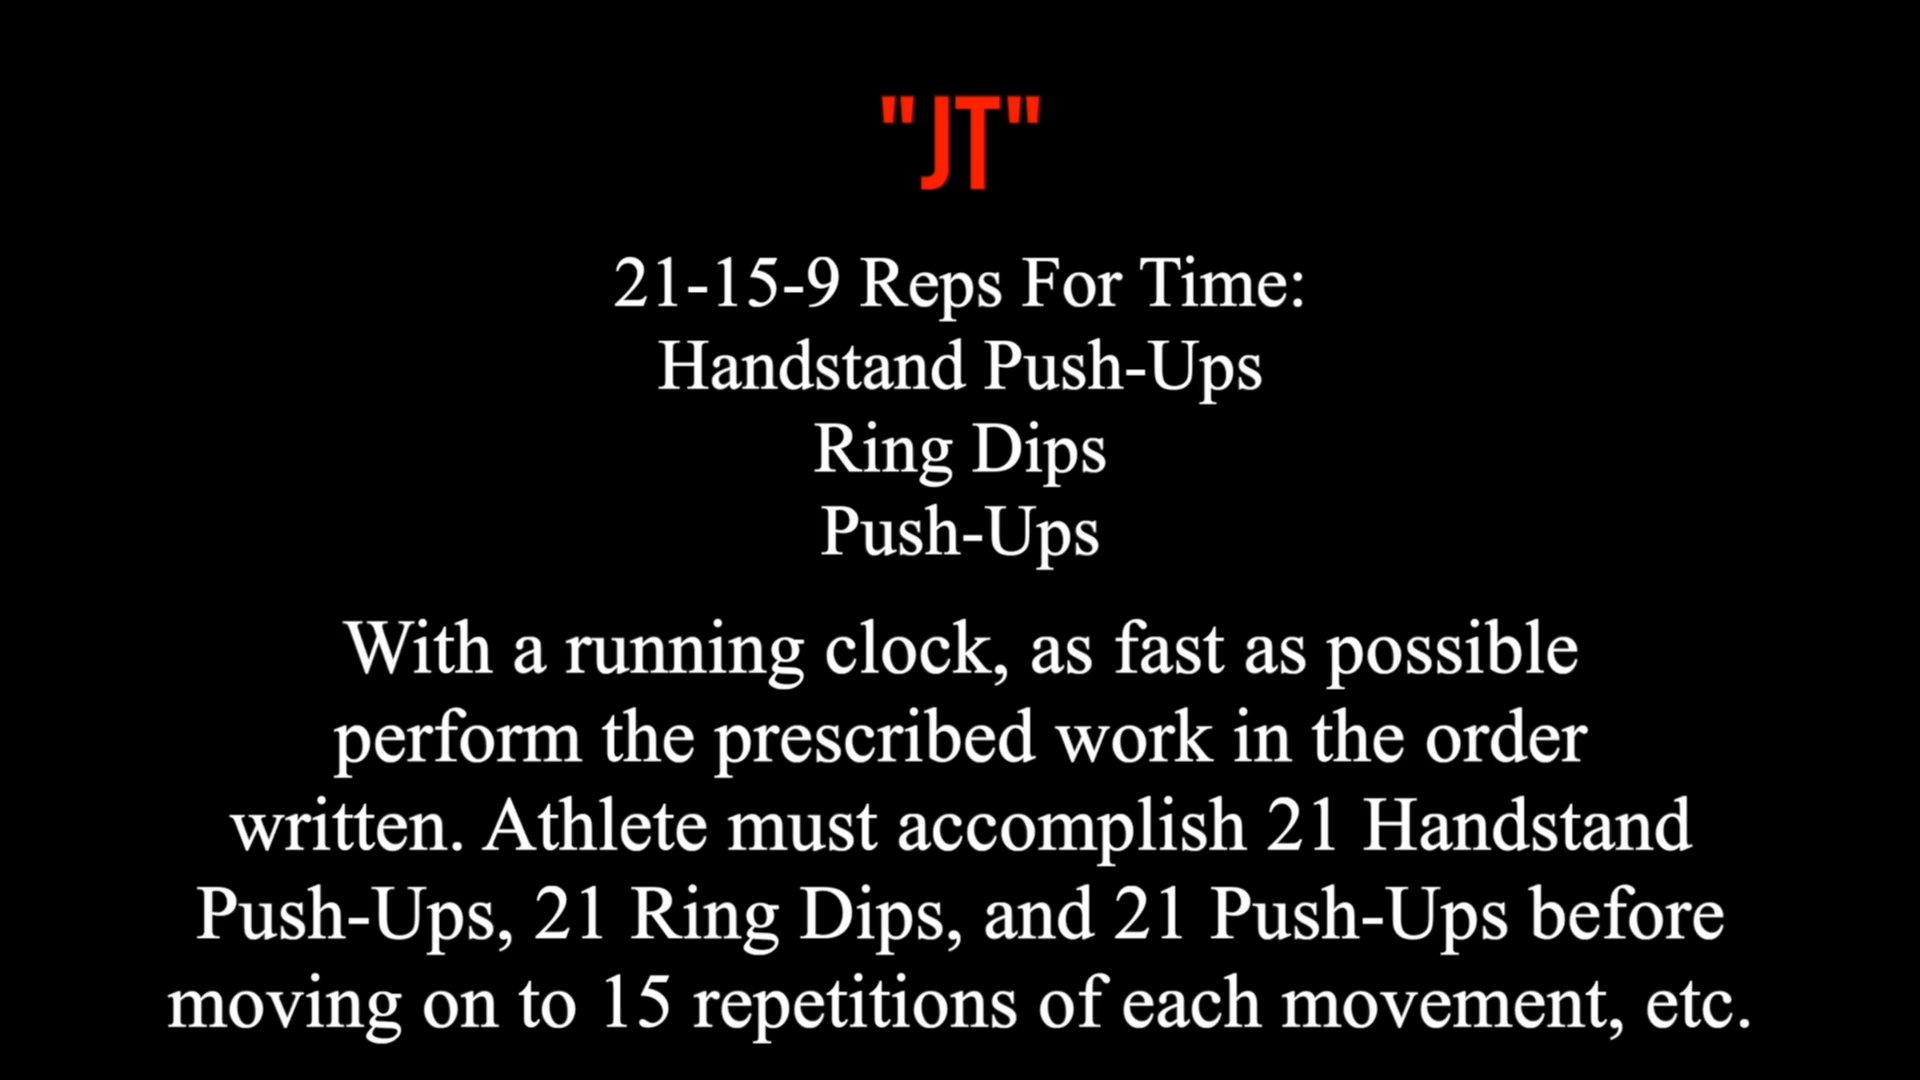 "JT"
21-15-9 Reps For Time:
Handstand Push-Ups
Ring Dips
Push-Ups
With a running clock, as fast as possible
perform the prescribed work in the order
written. Athlete must accomplish 21 Handstand
Push-Ups, 21 Ring Dips, and 21 Push-Ups before
moving on to 15 repetitions of each movement, etc.